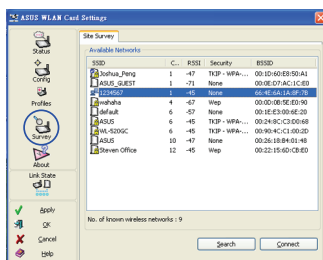 ASUS WLAN Card Settings
Status
Config
Profiles
Survey
About
Link State
Apply
OK
Cancel
Help
Site Survey
Available Networks
SSID C... RSSI Security BSSID
Joshua_Peng 1 -47 TKIP - WPA-... 00:1D:60:E8:50:A1
ASUS_GUEST 1 -71 None 00:0E:D7:AC:1C:E0
1234567 1 -45 None 66:4E:6A:1A:8F:7B
wahaha 4 -67 Wep 00:0D:0B:5E:E0:90
default 6 -57 None 00:1E:E3:00:6E:20
ASUS 6 -45 TKIP - WPA-... 00:24:8C:C3:E0:68
WL-520GC 6 -45 TKIP - WPA-... 00:90:4C:C1:00:2D
ASUS 10 -47 None 00:26:18:B4:01:48
Steven Office 12 -45 Wep 00:22:15:6D:CB:E0
No. of known wireless networks : 9
Search Connect